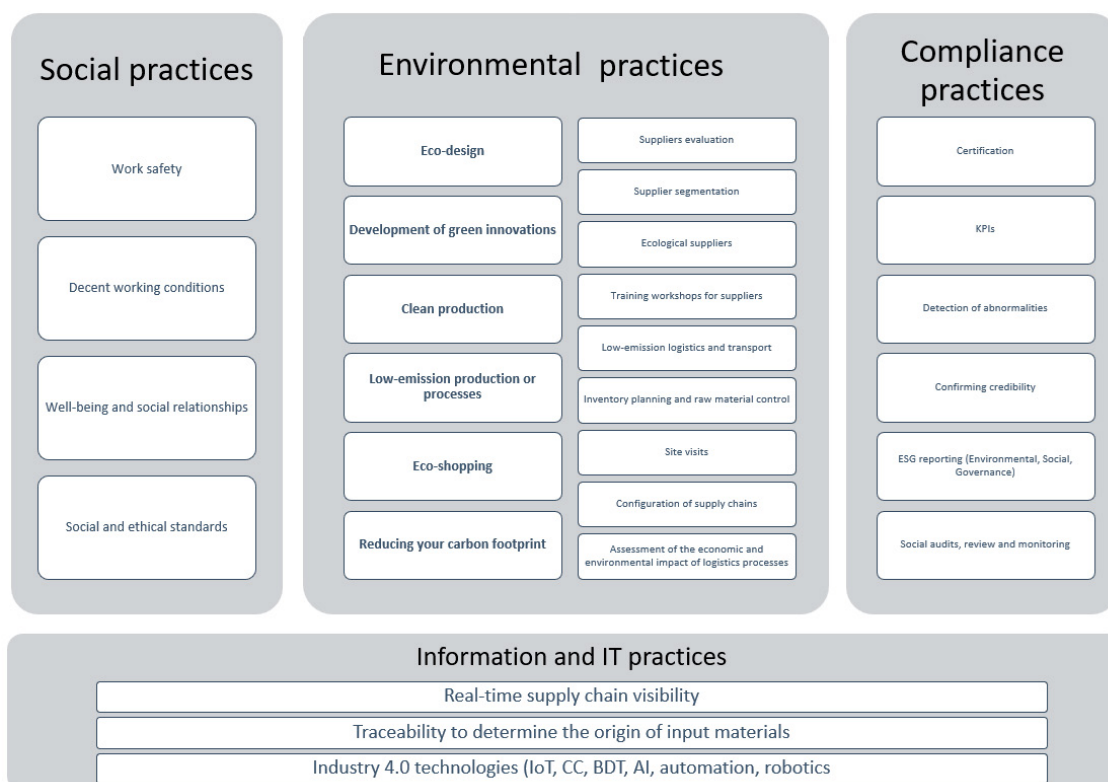 Social practices
Work safety
Decent working conditions
Well-being and social relationships
Social and ethical standards
Environmental practices
Eco-design
Development of green innovations
Clean production
Low-emission production or
processes
Eco-shopping
Reducing your carbon footprint
Suppliers evaluation
Supplier segmentation
Ecological suppliers
Training workshops for suppliers
Low-emission logistics and transport
Inventory planning and raw material control
Site visits
Configuration of supply chains
Assessment of the economic and
environmental impact of logistics processes
Compliance
practices
Certification
KPIs
Detection of abnormalities
Confirming credibility
ESG reporting (Environmental, Social,
Governance)
Social audits, review and monitoring
Information and IT practices
Real-time supply chain visibility
Traceability to determine the origin of input materials
Industry 4.0 technologies (IoT, CC, BDT, AI, automation, robotics